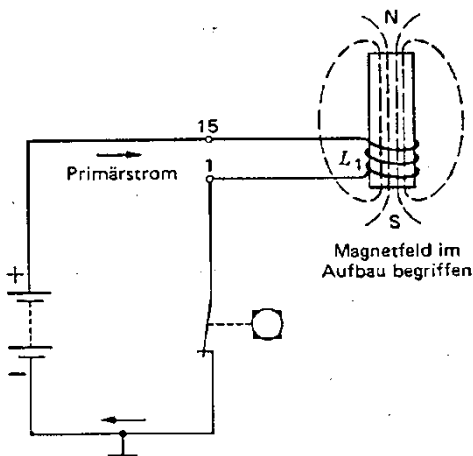 N
15
Primärstrom
1
L₁
S
Magnetfeld im
Aufbau begriffen
+
−